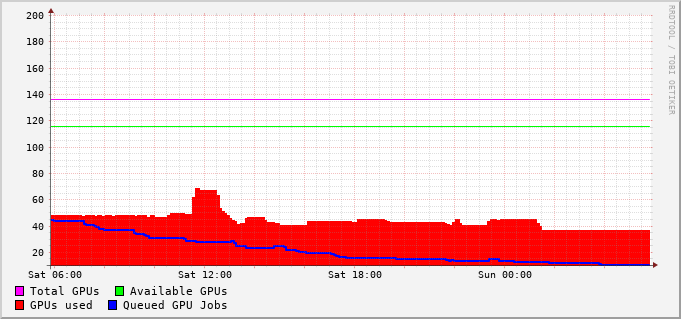 200
180
160
140
120
100
80
60
40
20
Sat 06:00 Sat 12:00 Sat 18:00 Sun 00:00
Total GPUs Available GPUs
GPUs used Queued GPU Jobs
RRDTOOL / TOBI OETIKER